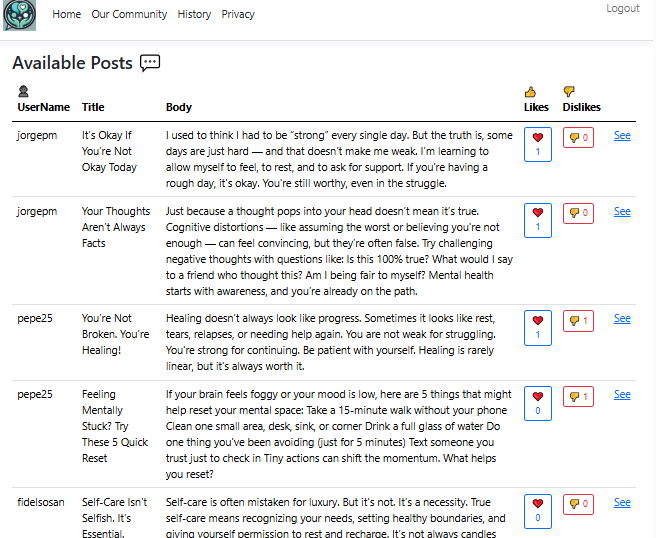 Home Our Community History Privacy Logout
Available Posts
UserName Title Body Likes Dislikes
jorgepm It's Okay If I used to think I had to be “strong” every single day. But the truth is, some 1 0 See
You're Not days are just hard — and that doesn't make me weak. I'm learning to
Okay Today allow myself to feel, to rest, and to ask for support. If you're having a
rough day, it's okay. You're still worthy, even in the struggle.
jorgepm Your Thoughts Just because a thought pops into your head doesn't mean it's true. 1 0 See
Aren't Always Cognitive distortions — like assuming the worst or believing you're not
Facts enough — can feel convincing, but they're often false. Try challenging
negative thoughts with questions like: Is this 100% true? What would I say
to a friend who thought this? Am I being fair to myself? Mental health
starts with awareness, and you're already on the path.
pepe25 You're Not Healing doesn't always look like progress. Sometimes it looks like rest, 1 1 See
Broken. You're tears, relapses, or needing help again. You are not weak for struggling.
Healing! You're strong for continuing. Be patient with yourself. Healing is rarely
linear, but it's always worth it.
pepe25 Feeling If your brain feels foggy or your mood is low, here are 5 things that might 0 1 See
Mentally help reset your mental space: Take a 15-minute walk without your phone
Stuck? Try Clean one small area, desk, sink, or corner Drink a full glass of water Do
These 5 Quick one thing you've been avoiding (just for 5 minutes) Text someone you
Reset trust just to check in Tiny actions can shift the momentum. What helps
you reset?
fidelsosan Self-Care Isn't Self-care is often mistaken for luxury. But it's not. It's a necessity. True 0 0 See
Selfish. It's self-care means recognizing your needs, setting healthy boundaries, and
Essential. giving yourself permission to rest and recharge. It's not always candles